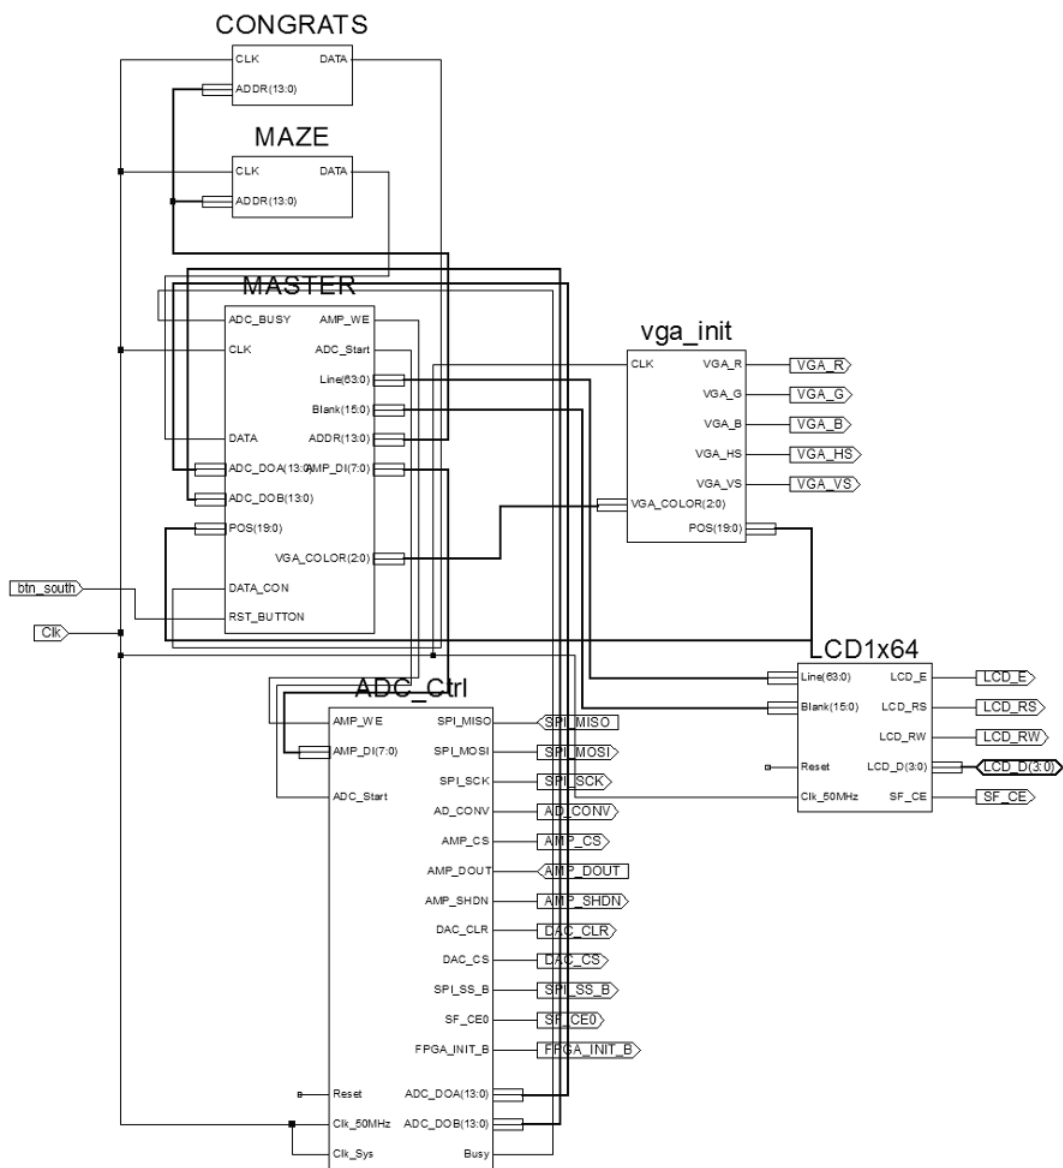 CONGRATS
CLK DATA
ADDR(13:0)
MAZE
CLK DATA
ADDR(13:0)
MASTER
ADC_BUSY AMP_WE
CLK ADC_Start
Line(63:0)
Blank(15:0)
DATA ADDR(13:0)
ADC_DOA(13:0) AMP_DI(7:0)
ADC_DOB(13:0)
POS(19:0)
VGA_COLOR(2:0)
DATA_CON
RST_BUTTON
btn_south
Clk
vga_init
CLK VGA_R VGA_R
VGA_G VGA_G
VGA_B VGA_B
VGA_HS VGA_HS
VGA_VS VGA_VS
VGA_COLOR(2:0)
POS(19:0)
LCD1x64
Line(63:0) LCD_E LCD_E
Blank(15:0) LCD_RS LCD_RS
LCD_RW LCD_RW
Reset LCD_D(3:0) LCD_D(3:0)
Clk_50MHz SF_CE SF_CE
ADC_Ctrl
AMP_WE SPI_MISO SPI_MISO
AMP_DI(7:0) SPI_MOSI SPI_MOSI
SPI_SCK SPI_SCK
ADC_Start
AD_CONV AD_CONV
AMP_CS AMP_CS
AMP_DOUT AMP_DOUT
AMP_SHDN AMP_SHDN
DAC_CLR DAC_CLR
DAC_CS DAC_CS
SPI_SS_B SPI_SS_B
SF_CE0 SF_CE0
FPGA_INIT_B FPGA_INIT_B
Reset ADC_DOA(13:0)
Clk_50MHz ADC_DOB(13:0)
Clk_Sys Busy